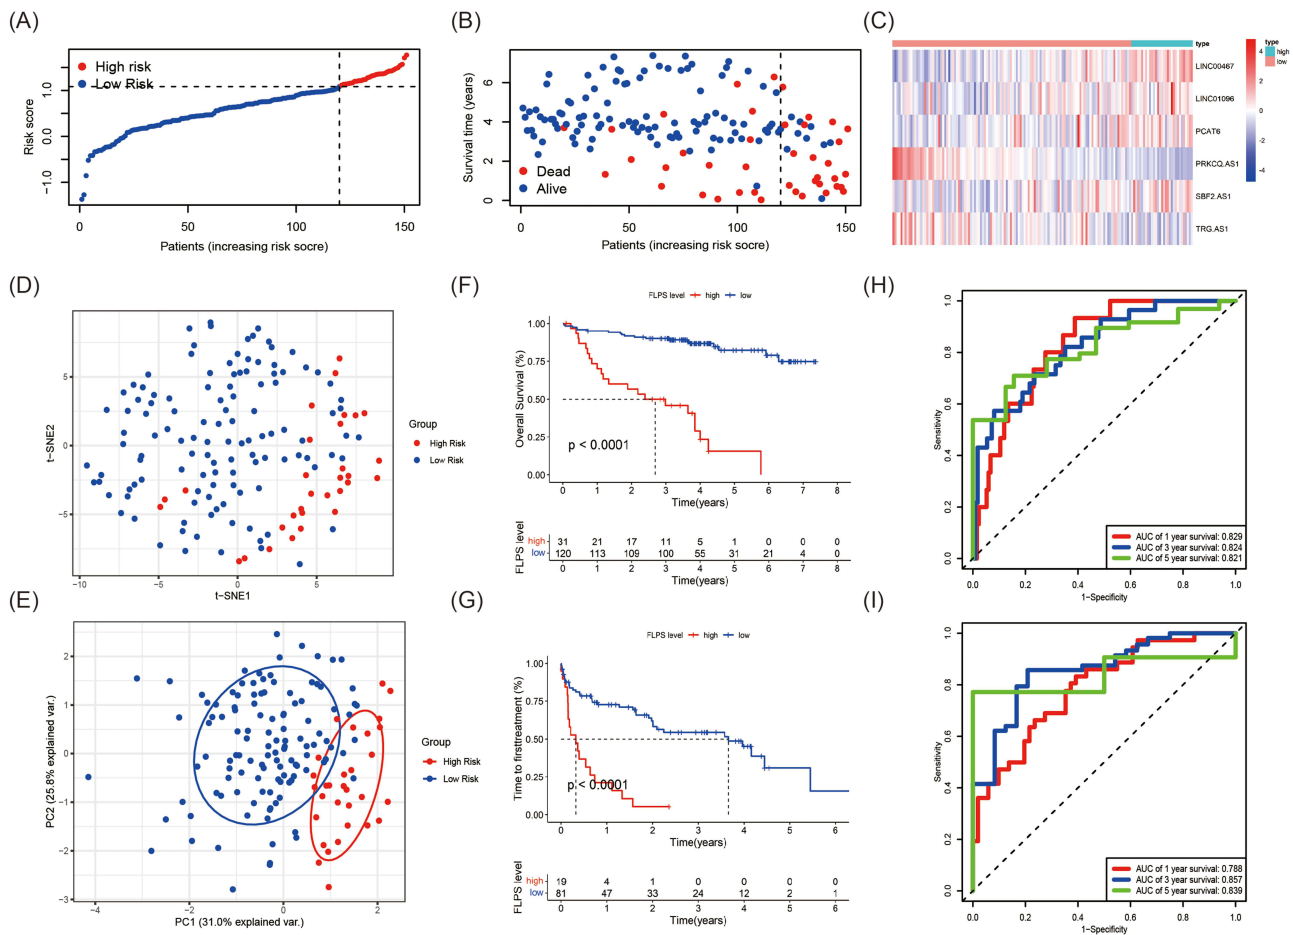 (A)
High risk
Low Risk
Risk score
−1.0
0.0
1.0
0
50
100
150
Patients (increasing risk socre)
(B)
Survival time (years)
0
2
4
6
Dead
Alive
0
50
100
150
Patients (increasing risk socre)
(C)
type
LINC00467
LINC01096
PCAT6
PRKCQ.AS1
SBF2.AS1
TRG.AS1
type
high
low
4
2
0
−2
−4
(D)
t−SNE2
5
0
−5
−10
−5
0
5
t−SNE1
Group
High Risk
Low Risk
(E)
PC2 (25.8% explained var.)
2
1
0
−1
−2
−3
−4
−2
0
2
PC1 (31.0% explained var.)
Group
High Risk
Low Risk
(F)
FLPS level high low
Overall Survival (%)
1.00
0.75
0.50
0.25
0.00
p < 0.0001
0 1 2 3 4 5 6 7 8
Time(years)
FLPS level
high 31 21 17 11 5 1 0 0 0
low 120 113 109 100 55 31 21 4 0
0 1 2 3 4 5 6 7 8
Time(years)
(G)
FLPS level high low
Time to firsttreatment (%)
1.00
0.75
0.50
0.25
0.00
p < 0.0001
0 1 2 3 4 5 6
Time(years)
FLPS level
high 19 4 1 0 0 0 0
low 81 47 33 24 12 2 1
0 1 2 3 4 5 6
Time(years)
(H)
Sensitivity
0.0
0.2
0.4
0.6
0.8
1.0
AUC of 1 year survival: 0.829
AUC of 3 year survival: 0.824
AUC of 5 year survival: 0.821
0.0 0.2 0.4 0.6 0.8 1.0
1-Specificity
(I)
Sensitivity
0.0
0.2
0.4
0.6
0.8
1.0
AUC of 1 year survival: 0.788
AUC of 3 year survival: 0.857
AUC of 5 year survival: 0.839
0.0 0.2 0.4 0.6 0.8 1.0
1-Specificity